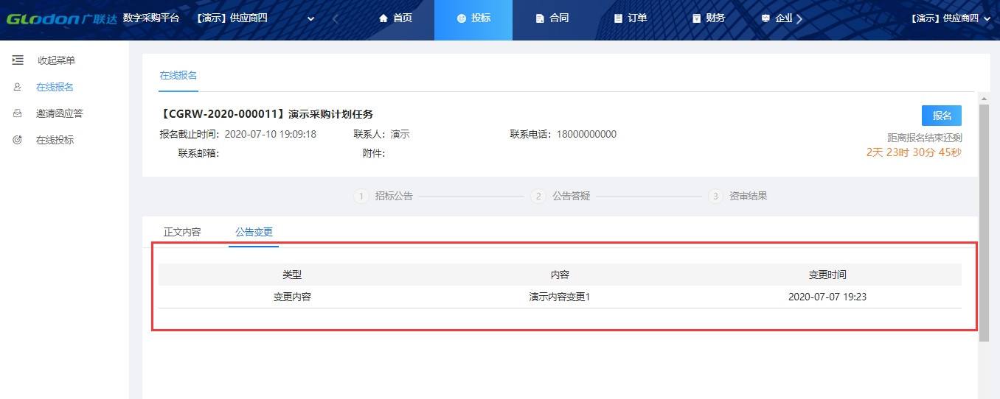 GLODON广联达 数字采购平台 【演示】供应商四 首页 投标 合同 订单 财务 企业 【演示】供应商四
收起菜单
在线报名
邀请函应答
在线投标
在线报名
【CGRW-2020-000011】演示采购计划任务
报名
报名截止时间：2020-07-10 19:09:18 联系人：演示 联系电话：18000000000
距离报名结束还剩
联系邮箱： 附件：
2天 23时 30分 45秒
1 招标公告 2 公告答疑 3 资审结果
正文内容 公告变更
类型 内容 变更时间
变更内容 演示内容变更1 2020-07-07 19:23